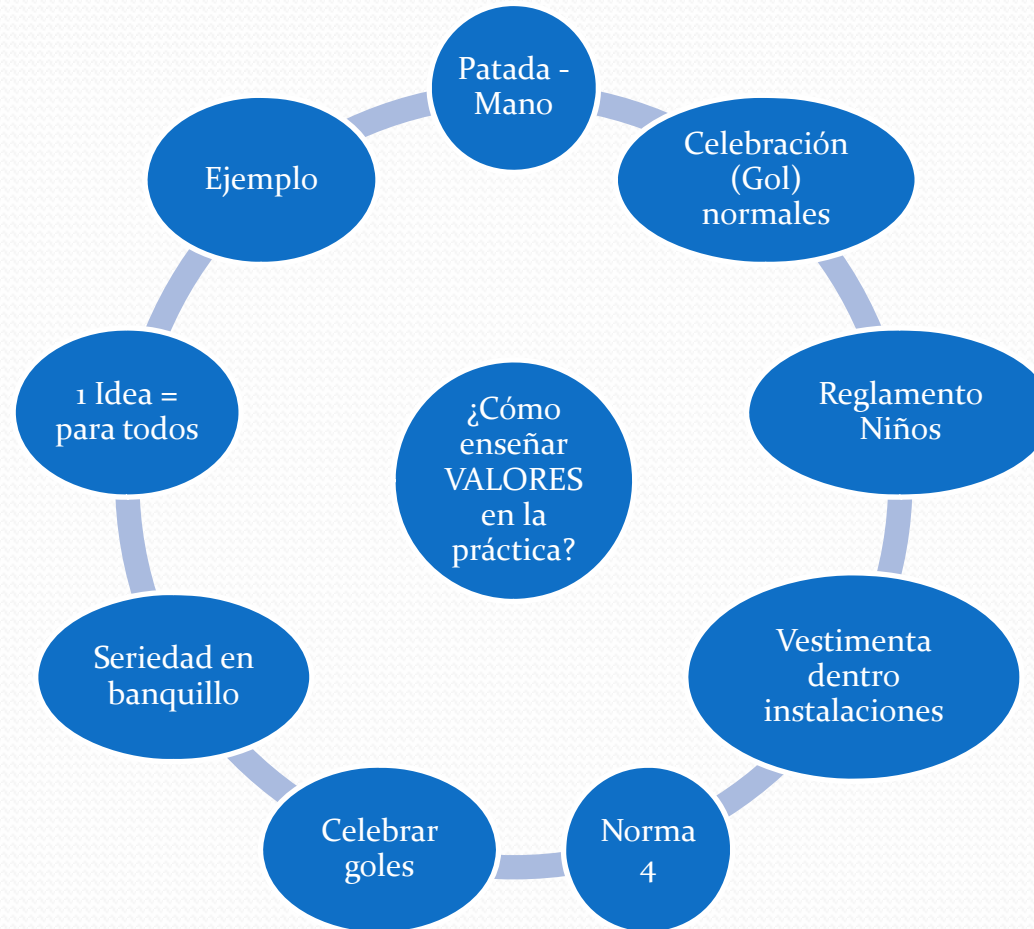 Patada -
Mano
Celebración
(Gol)
normales
Reglamento
Niños
Vestimenta
dentro
instalaciones
Norma
4
Celebrar
goles
Seriedad en
banquillo
1 Idea =
para todos
Ejemplo
¿Cómo
enseñar
VALORES
en la
práctica?